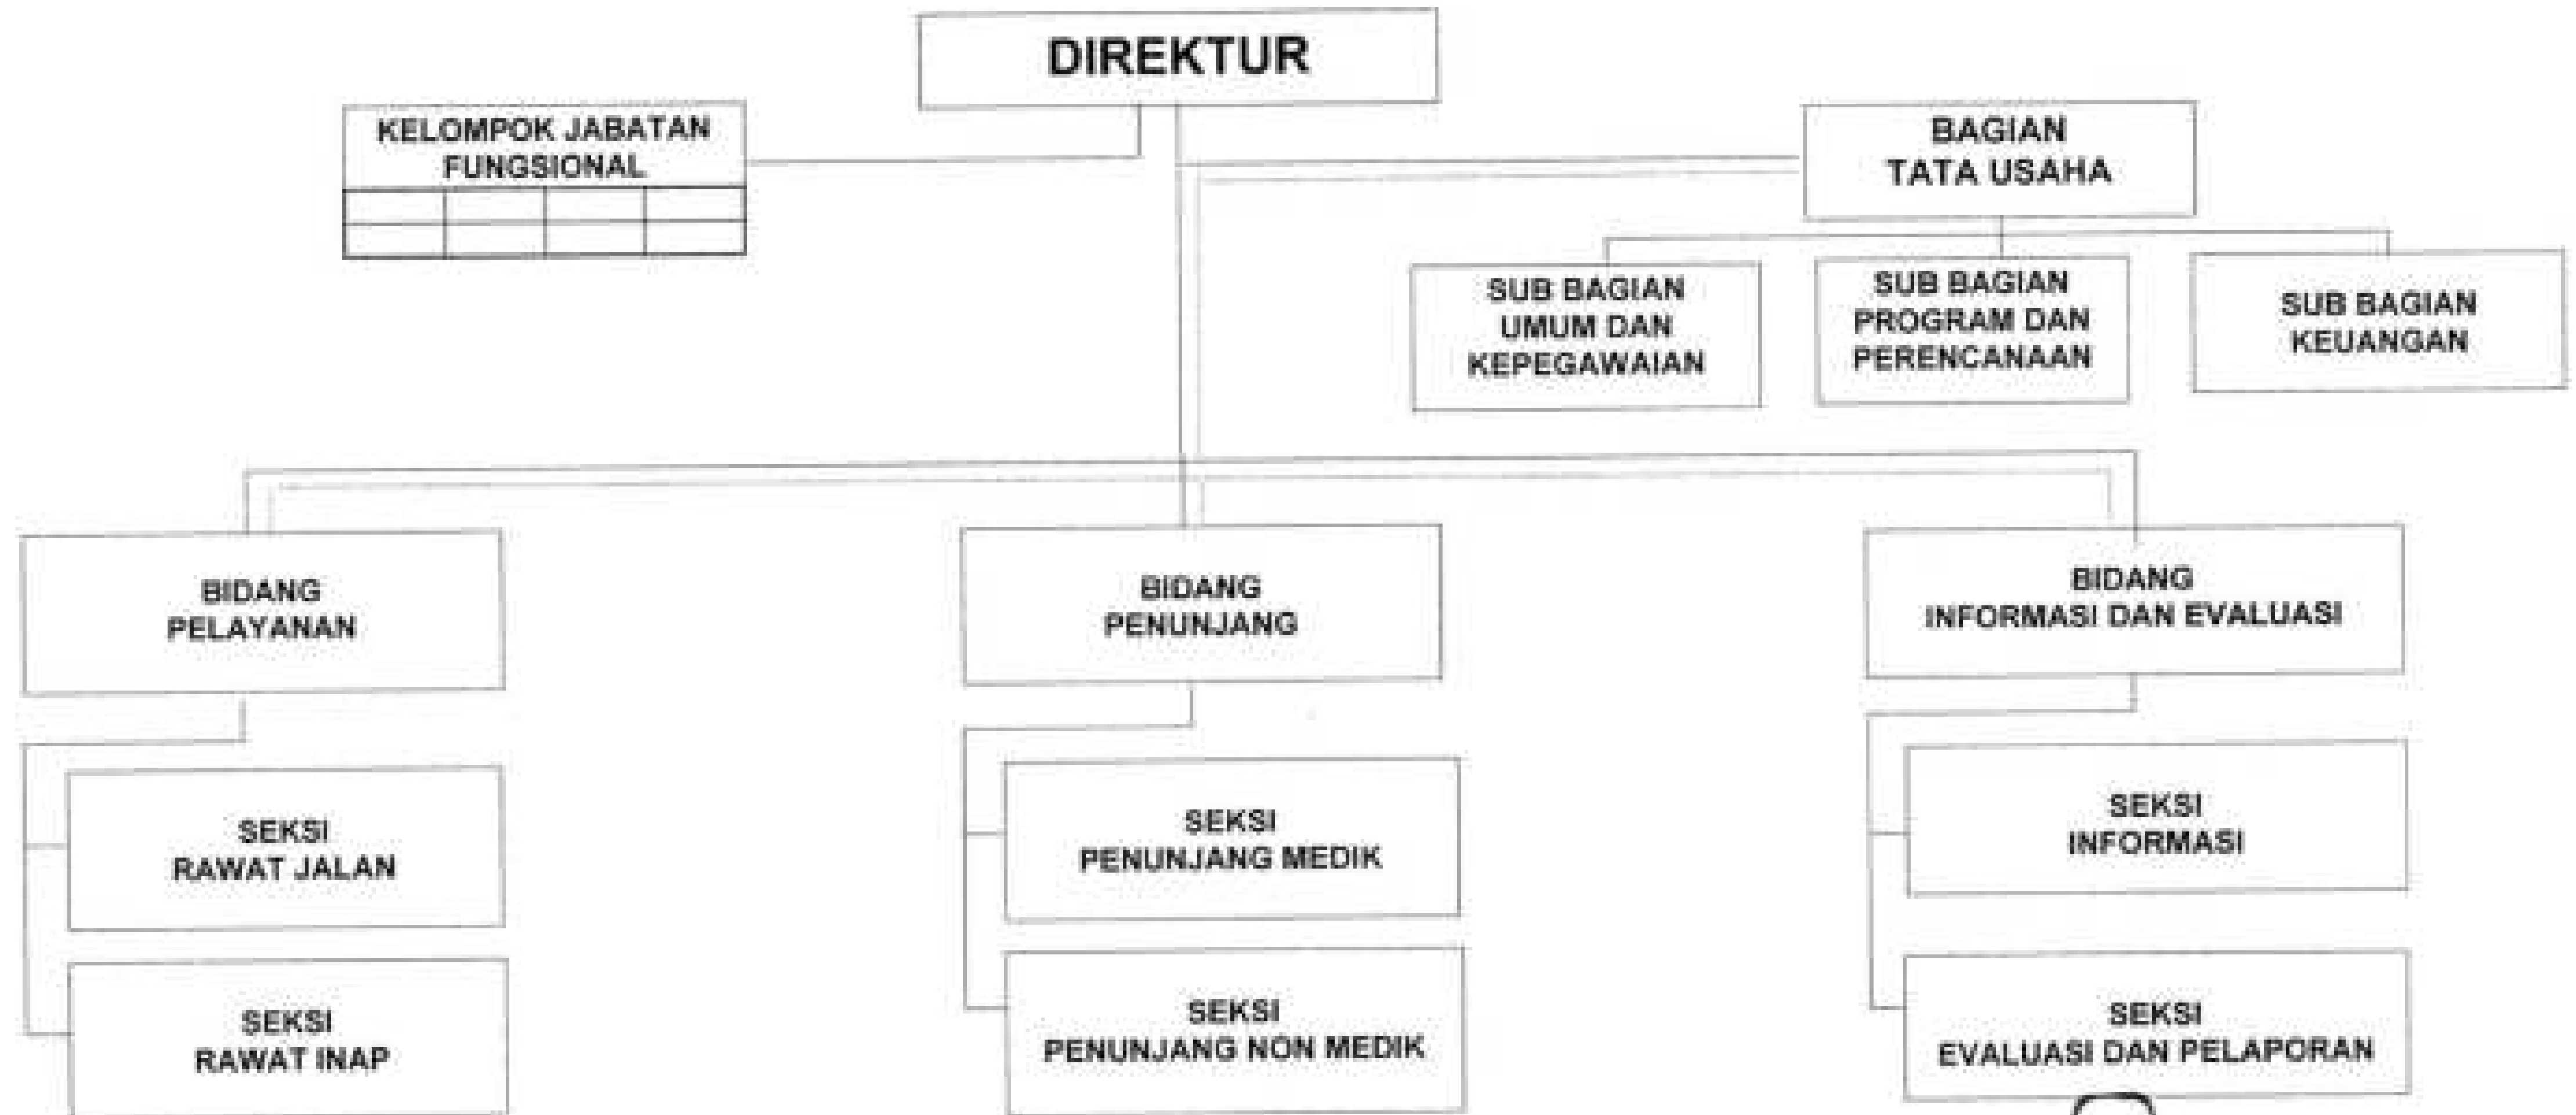 DIREKTUR
KELOMPOK JABATAN
FUNGSIONAL
BAGIAN
TATA USAHA
SUB BAGIAN
UMUM DAN
KEPEGAWAIAN
SUB BAGIAN
PROGRAM DAN
PERENCANAAN
SUB BAGIAN
KEUANGAN
BIDANG
PELAYANAN
BIDANG
PENUNJANG
BIDANG
INFORMASI DAN EVALUASI
SEKSI
RAWAT JALAN
SEKSI
PENUNJANG MEDIK
SEKSI
INFORMASI
SEKSI
RAWAT INAP
SEKSI
PENUNJANG NON MEDIK
SEKSI
EVALUASI DAN PELAPORAN